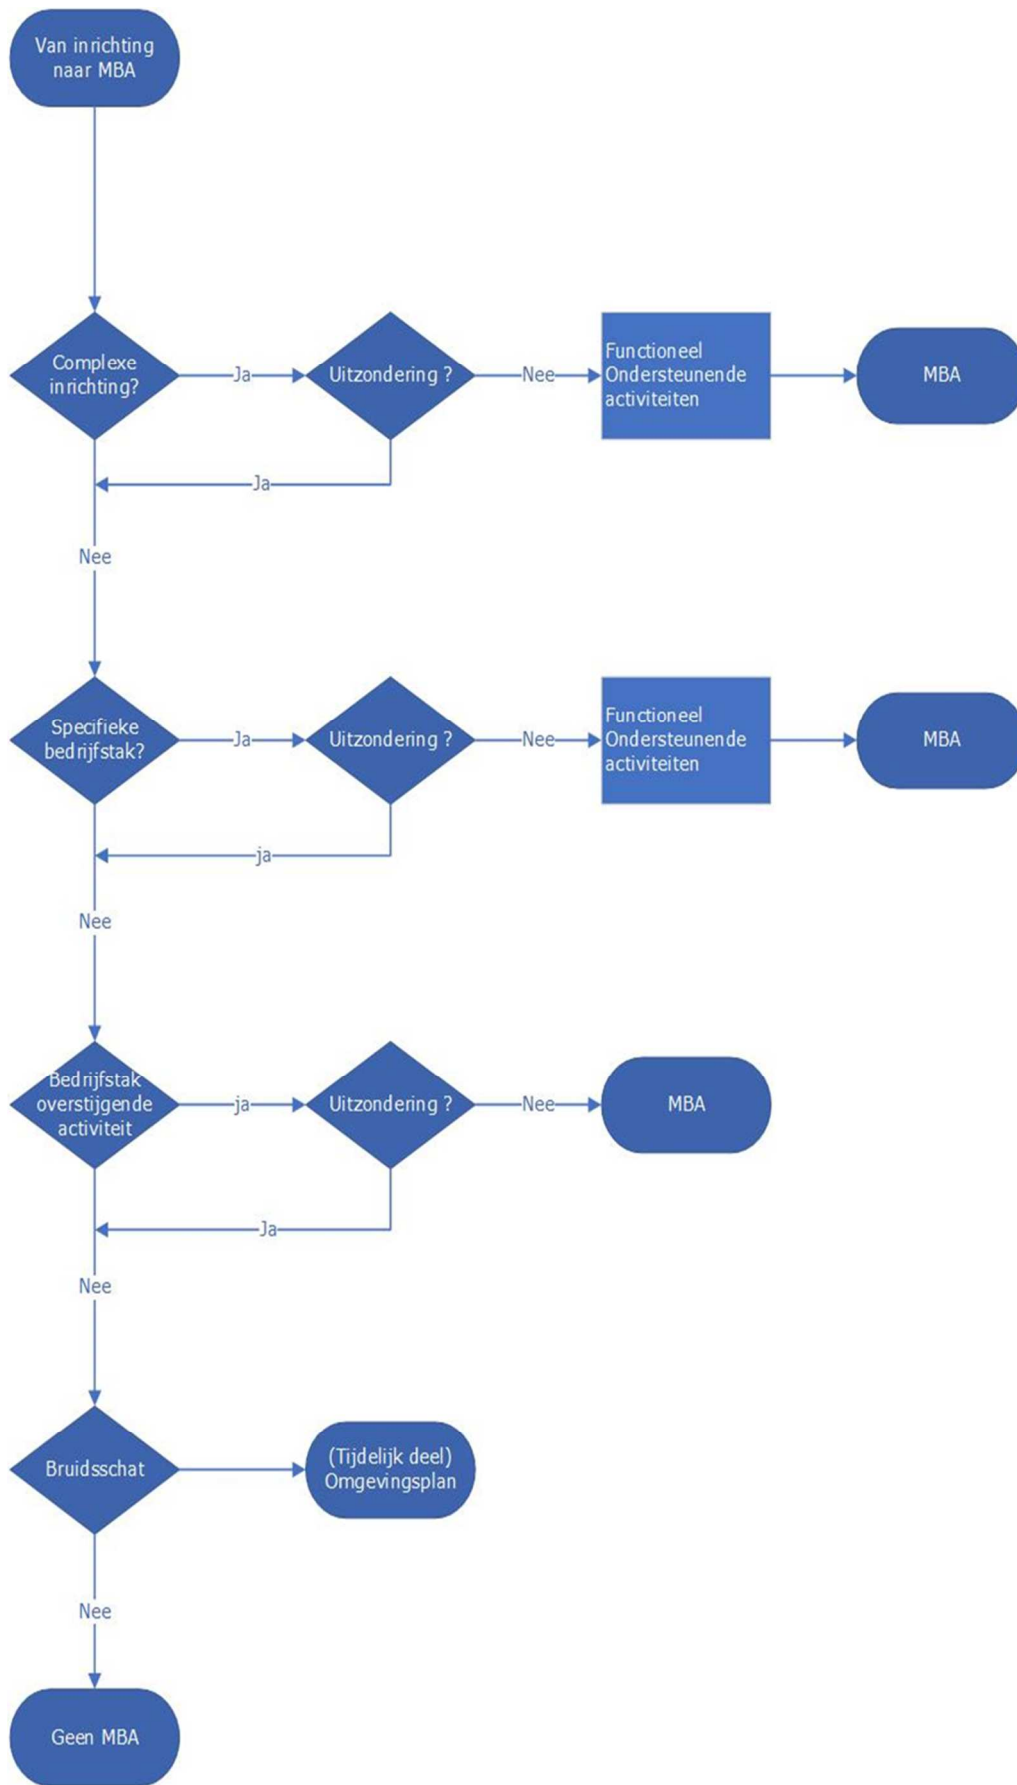 Van inrichting
naar MBA
Complexe
inrichting?
Ja
Uitzondering ?
Nee
Functioneel
Ondersteunende
activiteiten
MBA
Ja
Nee
Specifieke
bedrijfstak?
Ja
Uitzondering ?
Nee
Functioneel
Ondersteunende
activiteiten
MBA
ja
Nee
Bedrijfstak
overstijgende
activiteit
ja
Uitzondering ?
Nee
MBA
Ja
Nee
Bruidsschat
(Tijdelijk deel)
Omgevingsplan
Nee
Geen MBA